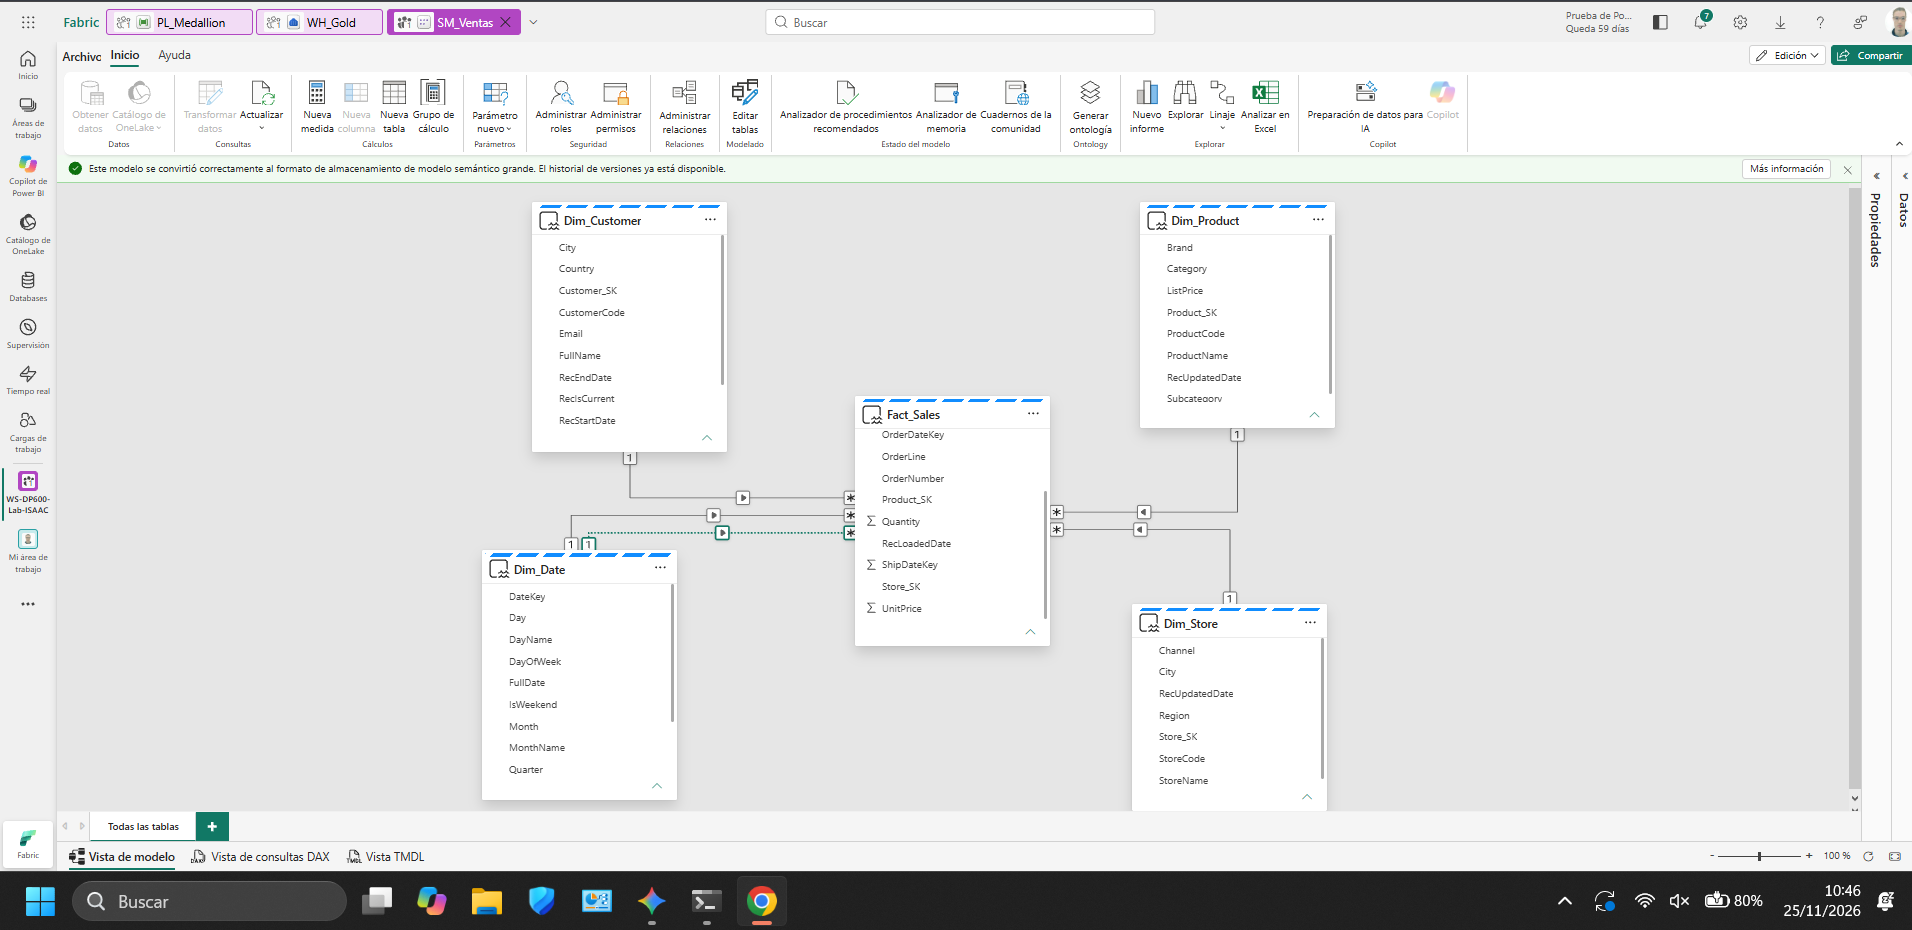 Fabric
PL_Medallion
WH_Gold
SM_Ventas
Buscar
Prueba de Po...
Queda 59 días
7
Archivo
Inicio
Ayuda
Edición
Compartir
Obtener datos
Catálogo de OneLake
Datos
Transformar datos
Actualizar
Consultas
Nueva medida
Nueva columna
Nueva tabla
Grupo de cálculo
Cálculos
Parámetro nuevo
Parámetros
Administrar roles
Administrar permisos
Seguridad
Administrar relaciones
Relaciones
Editar tablas
Modelado
Analizador de procedimientos recomendados
Analizador de memoria
Cuadernos de la comunidad
Estado del modelo
Generar ontología
Ontology
Nuevo informe
Explorar
Linaje
Analizar en Excel
Explorar
Preparación de datos para IA
Copilot
Copilot
Este modelo se convirtió correctamente al formato de almacenamiento de modelo semántico grande. El historial de versiones ya está disponible.
Más información
Inicio
Áreas de trabajo
Copilot de Power BI
Catálogo de OneLake
Databases
Supervisión
Tiempo real
Cargas de trabajo
WS-DP600-Lab-ISAAC
Mi área de trabajo
Fabric
Dim_Customer
City
Country
Customer_SK
CustomerCode
Email
FullName
RecEndDate
RecIsCurrent
RecStartDate
1
Dim_Product
Brand
Category
ListPrice
Product_SK
ProductCode
ProductName
RecUpdatedDate
Subcategory
1
Fact_Sales
OrderDateKey
OrderLine
OrderNumber
Product_SK
Quantity
RecLoadedDate
ShipDateKey
Store_SK
UnitPrice
1
1
Dim_Date
DateKey
Day
DayName
DayOfWeek
FullDate
IsWeekend
Month
MonthName
Quarter
1
Dim_Store
Channel
City
RecUpdatedDate
Region
Store_SK
StoreCode
StoreName
Propiedades
Datos
Todas las tablas
Vista de modelo
Vista de consultas DAX
Vista TMDL
100 %
Buscar
80%
10:46
25/11/2026